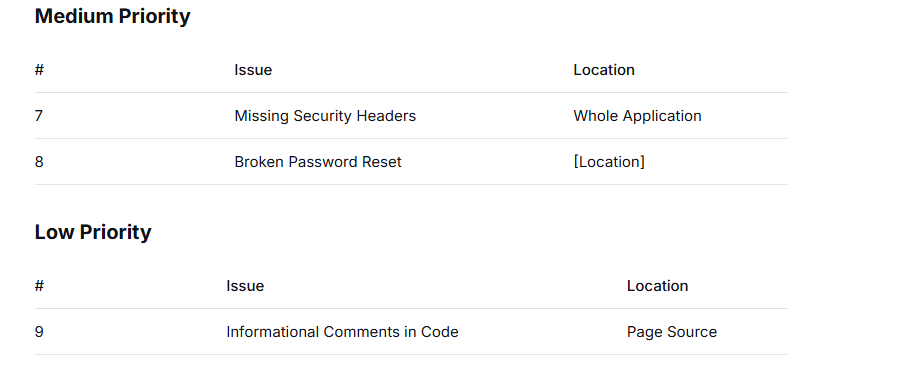 Medium Priority
# Issue Location
7 Missing Security Headers Whole Application
8 Broken Password Reset [Location]
Low Priority
# Issue Location
9 Informational Comments in Code Page Source